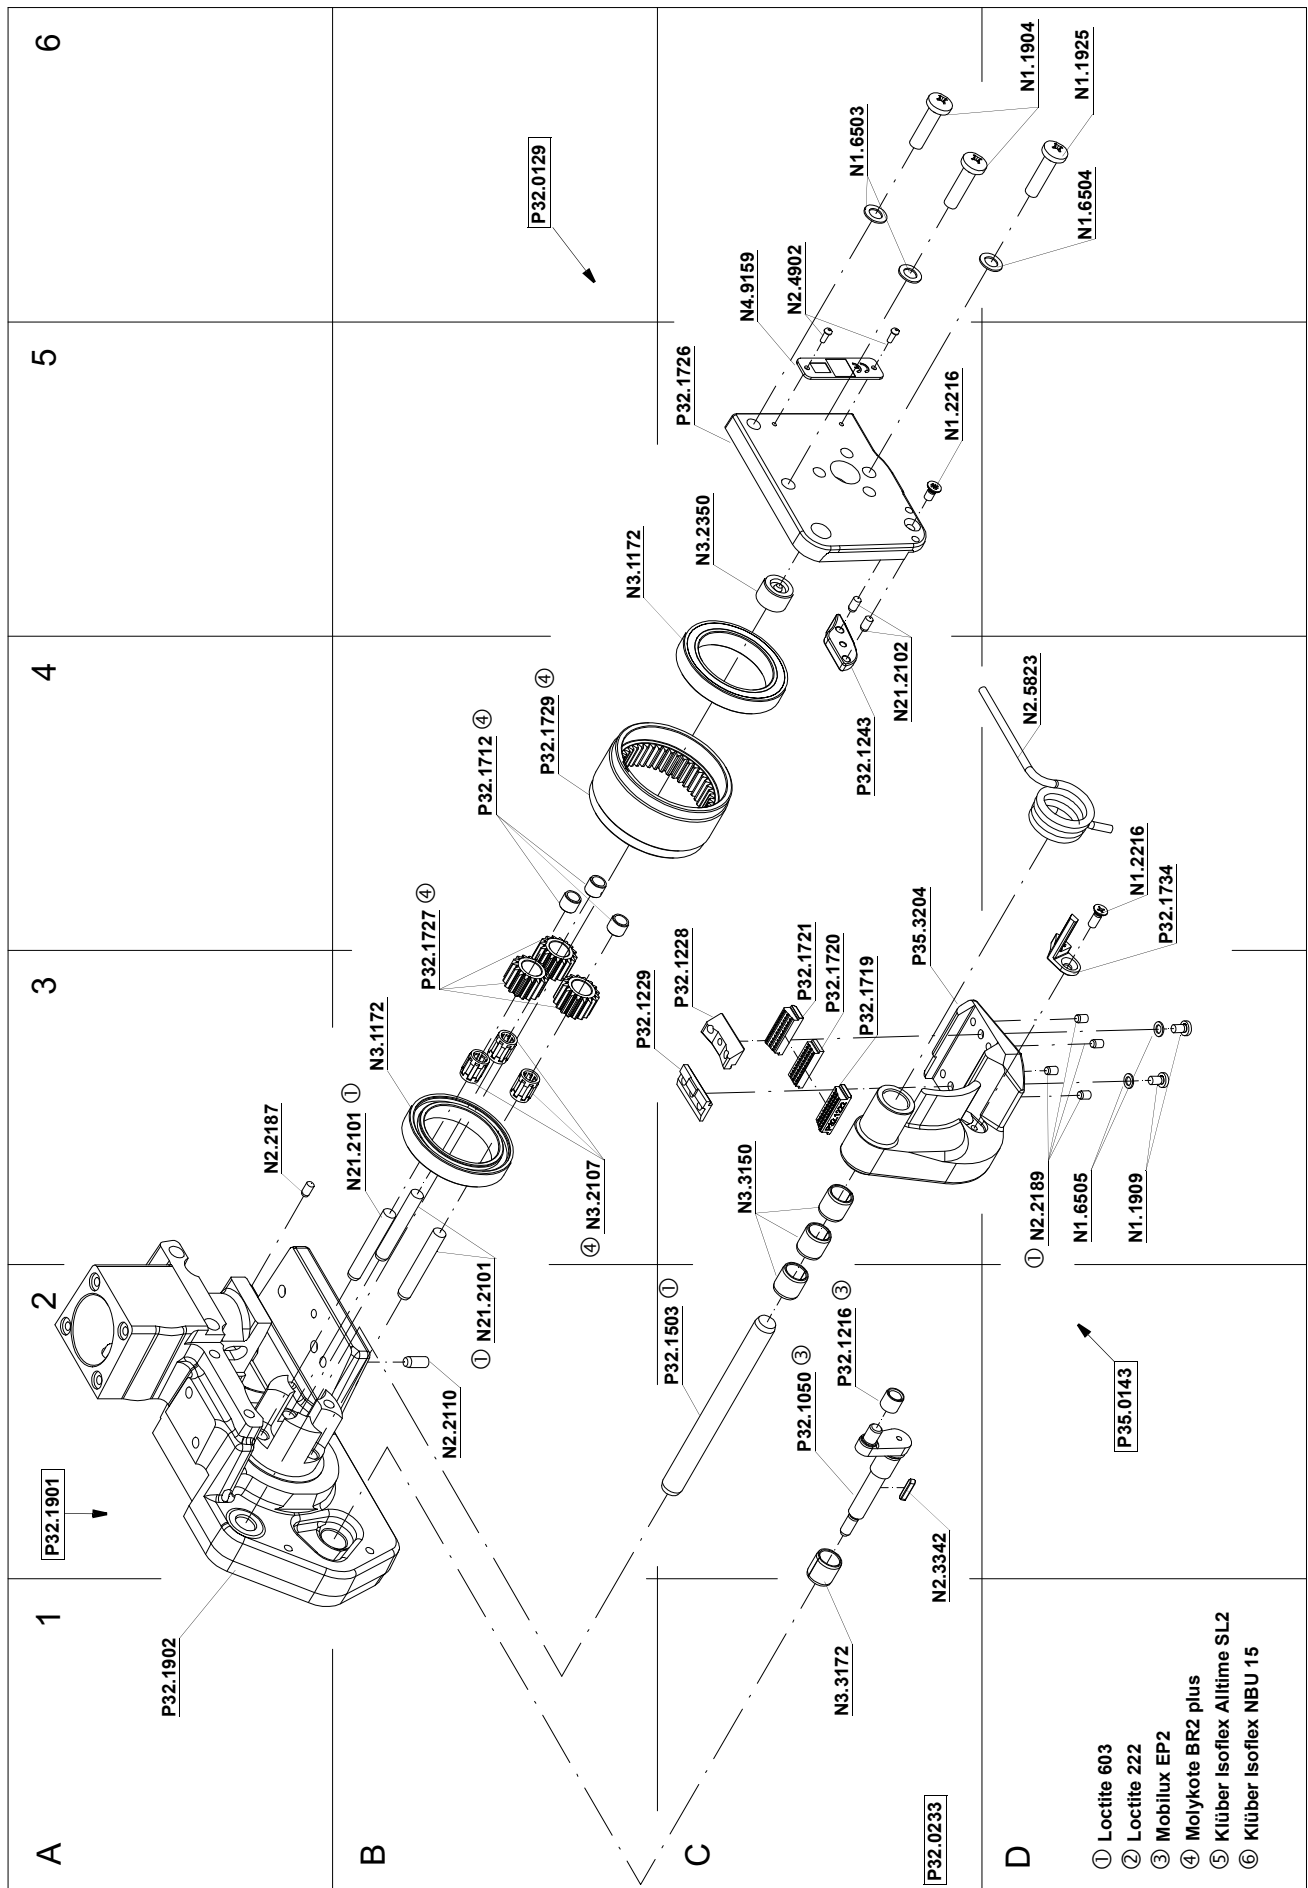 A
B
C
D
1
2
3
4
5
6
P32.1901
P32.1902
N2.2187
N21.2101 ①
N3.1172
P32.1727 ④
P32.1712 ④
P32.1729 ④
N3.1172
N3.2350
P32.1726
N4.9159
N2.4902
P32.0129
N1.6503
N1.1904
N1.1925
N1.6504
N1.2216
N21.2102
P32.1243
④ N3.2107
① N21.2101
N2.2110
P32.1229
P32.1228
P32.1721
P32.1720
P32.1719
P35.3204
N2.5823
N1.2216
P32.1734
N3.3150
P32.1503 ①
P32.1216 ③
P32.1050 ③
N2.3342
N3.3172
① N2.2189
N1.6505
N1.1909
P35.0143
P32.0233
① Loctite 603
② Loctite 222
③ Mobilux EP2
④ Molykote BR2 plus
⑤ Klüber Isoflex Alltime SL2
⑥ Klüber Isoflex NBU 15